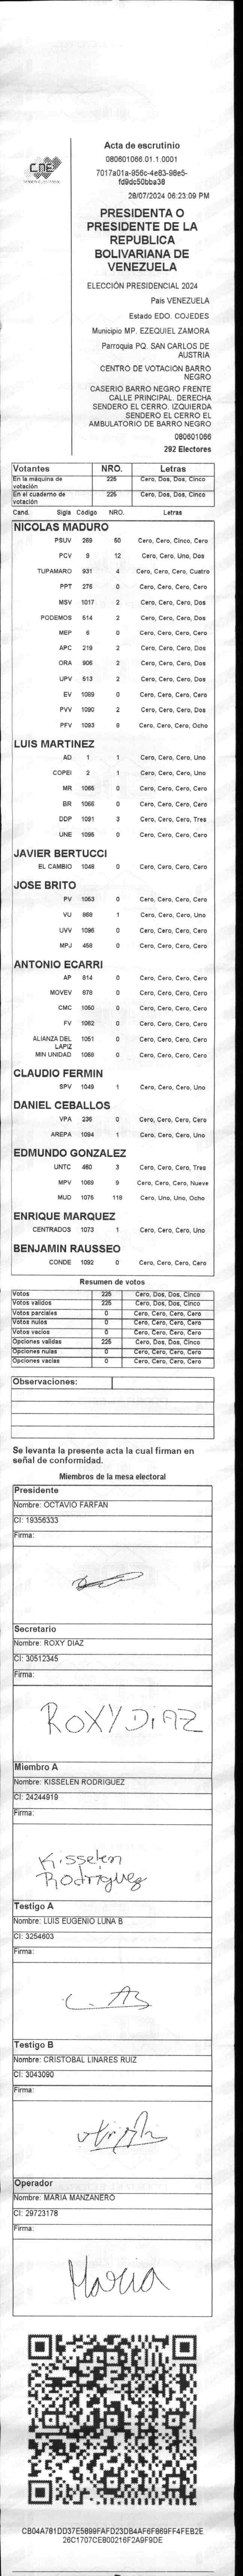 CNE
Acta de escrutinio
080601066.01.1.0001
7017a01a-956c-4e83-98e5-
fd9dc50bba38
28/07/2024 06:23:09 PM
PRESIDENTA O
PRESIDENTE DE LA
REPUBLICA
BOLIVARIANA DE
VENEZUELA
ELECCIÓN PRESIDENCIAL 2024
Pais VENEZUELA
Estado EDO. COJEDES
Municipio MP. EZEQUIEL ZAMORA
Parroquia PQ. SAN CARLOS DE
AUSTRIA
CENTRO DE VOTACION BARRO
NEGRO
CASERIO BARRO NEGRO FRENTE
CALLE PRINCIPAL. DERECHA
SENDERO EL CERRO. IZQUIERDA
SENDERO EL CERRO EL
AMBULATORIO DE BARRO NEGRO
080601066
292 Electores
Votantes NRO. Letras
En la máquina de votación 225 Cero, Dos, Dos, Cinco
En el cuaderno de votación 225 Cero, Dos, Dos, Cinco
Cand. Sigla Codigo NRO. Letras
NICOLAS MADURO
PSUV 269 50 Cero, Cero, Cinco, Cero
PCV 9 12 Cero, Cero, Uno, Dos
TUPAMARO 931 4 Cero, Cero, Cero, Cuatro
PPT 276 0 Cero, Cero, Cero, Cero
MSV 1017 2 Cero, Cero, Cero, Dos
PODEMOS 514 2 Cero, Cero, Cero, Dos
MEP 6 0 Cero, Cero, Cero, Cero
APC 219 2 Cero, Cero, Cero, Dos
ORA 906 2 Cero, Cero, Cero, Dos
UPV 513 2 Cero, Cero, Cero, Dos
EV 1089 0 Cero, Cero, Cero, Cero
PVV 1090 2 Cero, Cero, Cero, Dos
PFV 1093 8 Cero, Cero, Cero, Ocho
LUIS MARTINEZ
AD 1 1 Cero, Cero, Cero, Uno
COPEI 2 1 Cero, Cero, Cero, Uno
MR 1065 0 Cero, Cero, Cero, Cero
BR 1066 0 Cero, Cero, Cero, Cero
DDP 1091 3 Cero, Cero, Cero, Tres
UNE 1095 0 Cero, Cero, Cero, Cero
JAVIER BERTUCCI
EL CAMBIO 1048 0 Cero, Cero, Cero, Cero
JOSE BRITO
PV 1053 0 Cero, Cero, Cero, Cero
VU 868 1 Cero, Cero, Cero, Uno
UVV 1096 0 Cero, Cero, Cero, Cero
MPJ 458 0 Cero, Cero, Cero, Cero
ANTONIO ECARRI
AP 814 0 Cero, Cero, Cero, Cero
MOVEV 878 0 Cero, Cero, Cero, Cero
CMC 1050 0 Cero, Cero, Cero, Cero
FV 1062 0 Cero, Cero, Cero, Cero
ALIANZA DEL LAPIZ 1051 0 Cero, Cero, Cero, Cero
MIN UNIDAD 1068 0 Cero, Cero, Cero, Cero
CLAUDIO FERMIN
SPV 1049 1 Cero, Cero, Cero, Uno
DANIEL CEBALLOS
VPA 236 0 Cero, Cero, Cero, Cero
AREPA 1094 1 Cero, Cero, Cero, Uno
EDMUNDO GONZALEZ
UNTC 460 3 Cero, Cero, Cero, Tres
MPV 1069 9 Cero, Cero, Cero, Nueve
MUD 1075 118 Cero, Uno, Uno, Ocho
ENRIQUE MARQUEZ
CENTRADOS 1073 1 Cero, Cero, Cero, Uno
BENJAMIN RAUSSEO
CONDE 1092 0 Cero, Cero, Cero, Cero
Resumen de votos
Votos 225 Cero, Dos, Dos, Cinco
Votos validos 225 Cero, Dos, Dos, Cinco
Votos parciales 0 Cero, Cero, Cero, Cero
Votos nulos 0 Cero, Cero, Cero, Cero
Votos vacios 0 Cero, Cero, Cero, Cero
Opciones validas 225 Cero, Dos, Dos, Cinco
Opciones nulas 0 Cero, Cero, Cero, Cero
Opciones vacias 0 Cero, Cero, Cero, Cero
Observaciones:
Se levanta la presente acta la cual firman en
señal de conformidad.
Miembros de la mesa electoral
Presidente
Nombre: OCTAVIO FARFAN
CI: 19356333
Firma:
Secretario
Nombre: ROXY DIAZ
CI: 30512345
Firma:
ROXY DiAZ
Miembro A
Nombre: KISSELEN RODRIGUEZ
CI: 24244919
Firma:
Kisselen
Rodriguez
Testigo A
Nombre: LUIS EUGENIO LUNA B
CI: 3254603
Firma:
Testigo B
Nombre: CRISTOBAL LINARES RUIZ
CI: 3043090
Firma:
Operador
Nombre: MARIA MANZANERO
CI: 29723178
Firma:
Maria
CB04A781DD37E5899FAFD23DB4AF6F869FF4FEB2E
26C1707CE800216F2A9F9DE